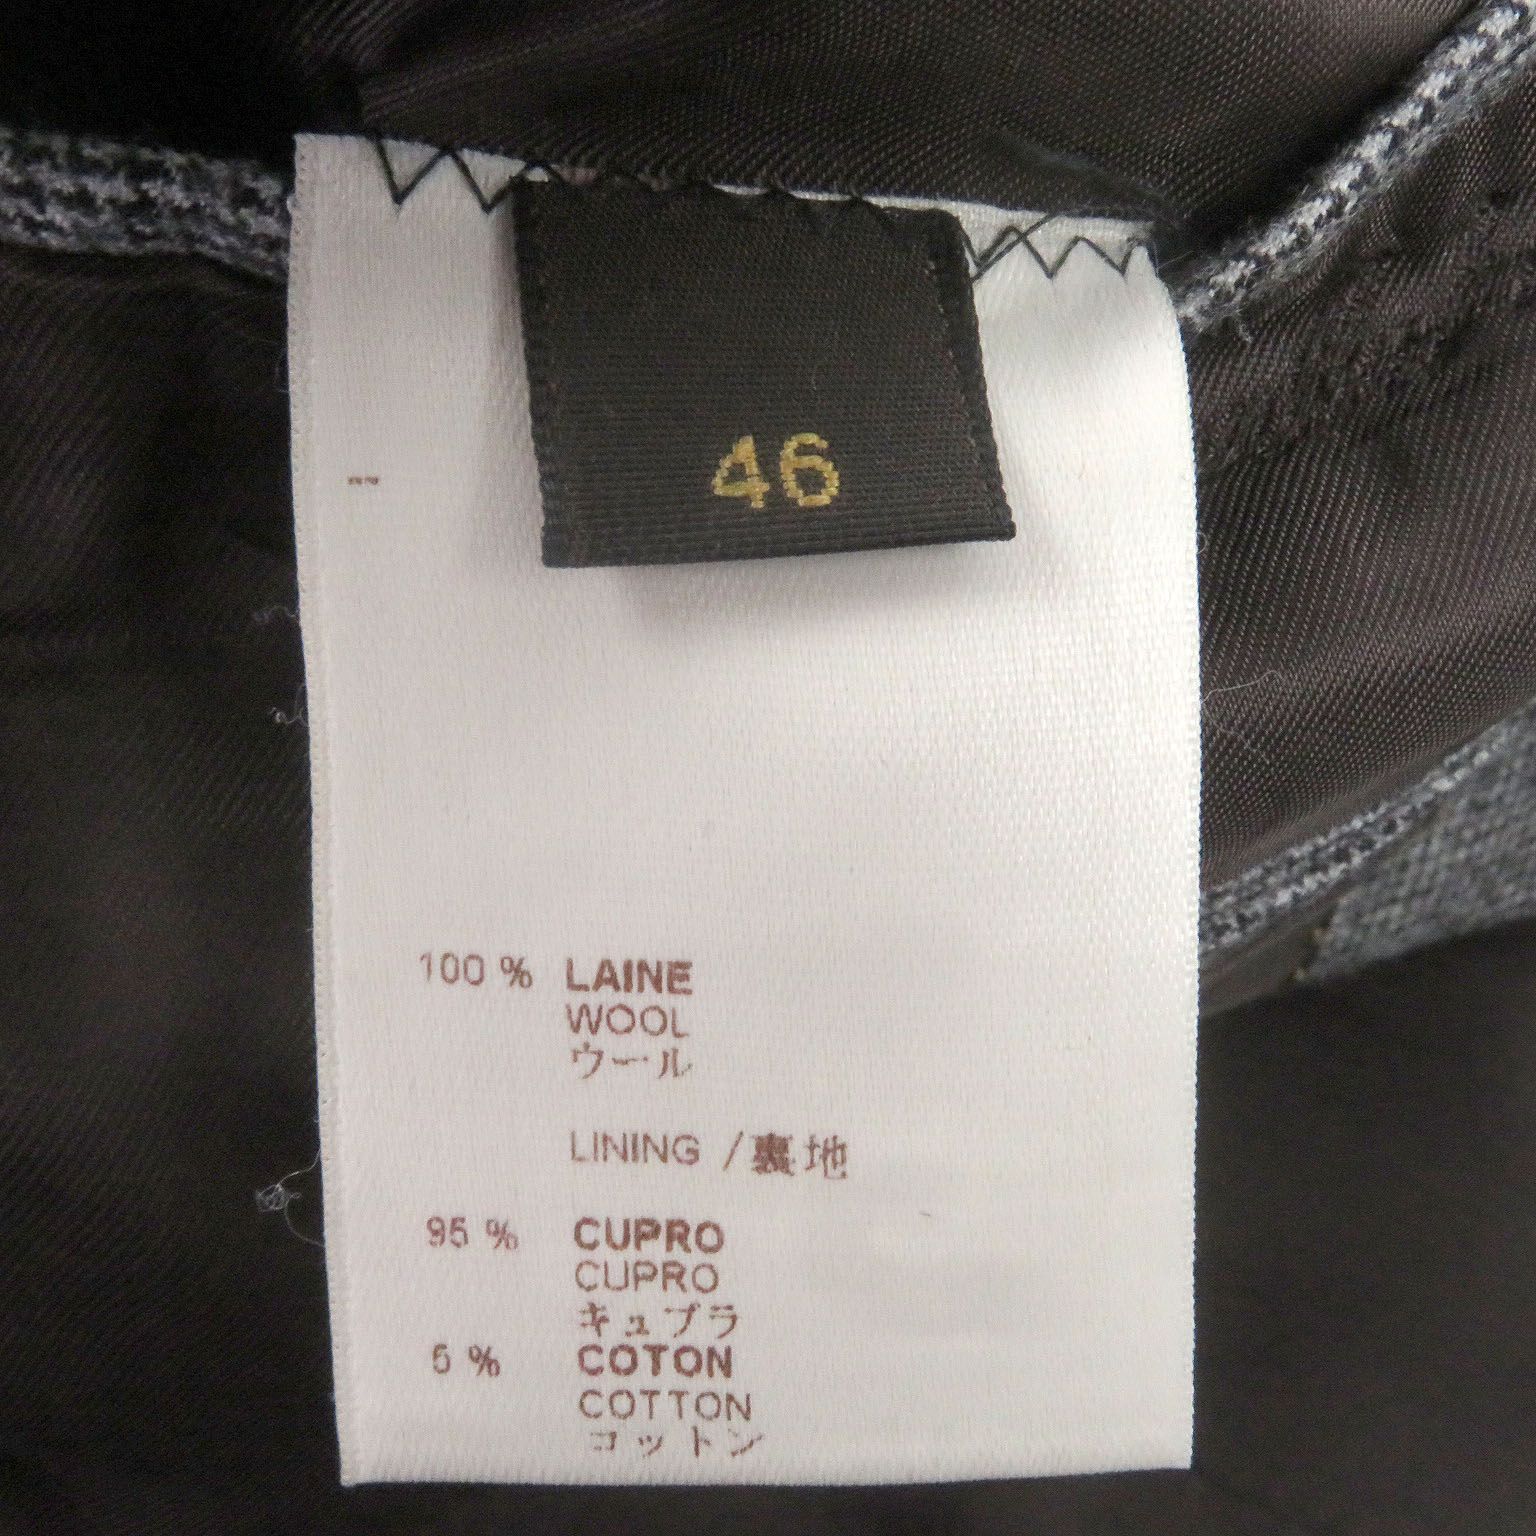 46
100 % LAINE
WOOL
ウール
LINING / 裏地
95 % CUPRO
CUPRO
キュプラ
5 % COTON
COTTON
コットン